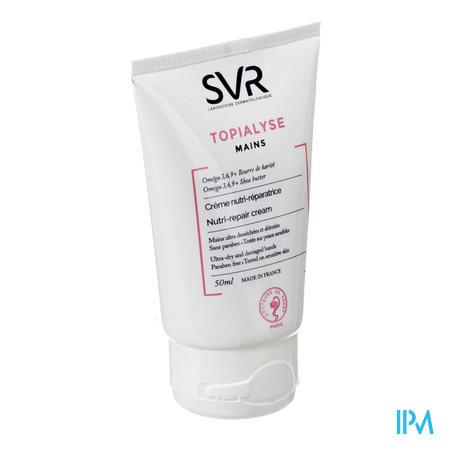 SVR
LABORATOIRE DERMATOLOGIQUE
TOPIALYSE
MAINS
Oméga 3,6,9 + Beurre de karité
Omega 3,6,9 + Shea butter
Crème nutri-réparatrice
Nutri-repair cream
Mains ultra desséchées et abîmées
Sans paraben • Testée sur peaux sensibles
Ultra-dry and damaged hands
Paraben free • Tested on sensitive skin
50ml MADE IN FRANCE
PARIS
IPM